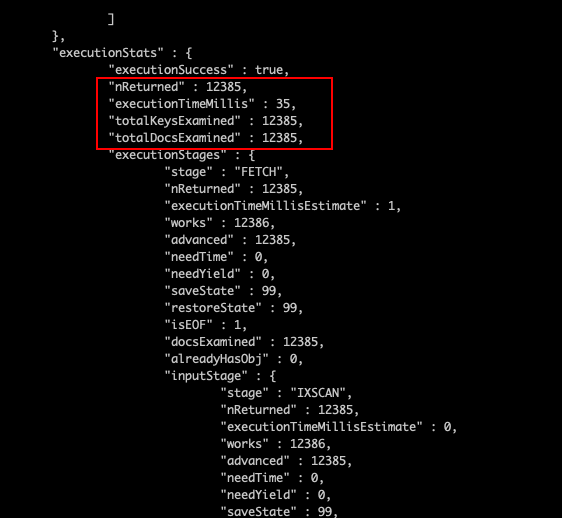 ]
},
"executionStats" : {
"executionSuccess" : true,
"nReturned" : 12385,
"executionTimeMillis" : 35,
"totalKeysExamined" : 12385,
"totalDocsExamined" : 12385,
"executionStages" : {
"stage" : "FETCH",
"nReturned" : 12385,
"executionTimeMillisEstimate" : 1,
"works" : 12386,
"advanced" : 12385,
"needTime" : 0,
"needYield" : 0,
"saveState" : 99,
"restoreState" : 99,
"isEOF" : 1,
"docsExamined" : 12385,
"alreadyHasObj" : 0,
"inputStage" : {
"stage" : "IXSCAN",
"nReturned" : 12385,
"executionTimeMillisEstimate" : 0,
"works" : 12386,
"advanced" : 12385,
"needTime" : 0,
"needYield" : 0,
"saveState" : 99,